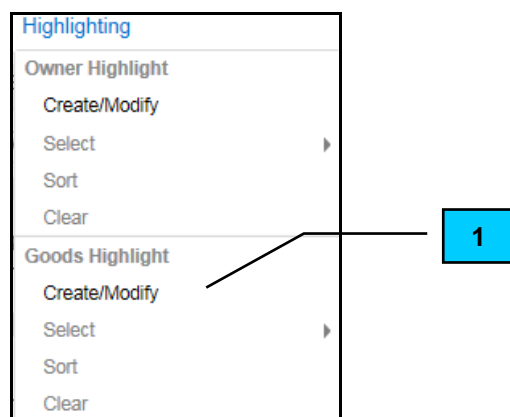 Highlighting
Owner Highlight
Create/Modify
Select
Sort
Clear
Goods Highlight
Create/Modify
Select
Sort
Clear
1